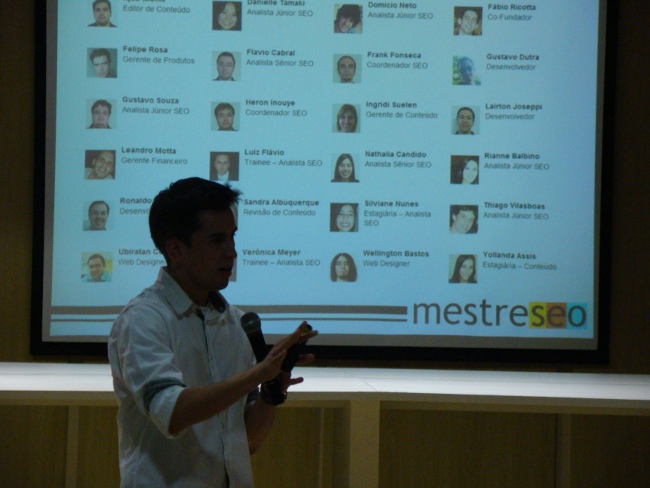 Editor de Conteúdo
Danielle Tamaki
Analista Júnior SEO
Domicio Neto
Analista Júnior SEO
Fábio Ricotta
Co-Fundador
Felipe Rosa
Gerente de Produtos
Flavio Cabral
Analista Sênior SEO
Frank Fonseca
Coordenador SEO
Gustavo Dutra
Desenvolvedor
Gustavo Souza
Analista Júnior SEO
Heron Inouye
Coordenador SEO
Ingridi Suelen
Gerente de Conteúdo
Lairton Joseppi
Desenvolvedor
Leandro Motta
Gerente Financeiro
Luiz Flávio
Trainee – Analista SEO
Nathalia Candido
Analista Sênior SEO
Rianne Balbino
Analista Júnior SEO
Ronaldo
Sandra Albuquerque
Revisão de Conteúdo
Silviane Nunes
Estagiária – Analista
SEO
Thiago Vilasboas
Analista Júnior SEO
Ubiratan
Web Designer
Verônica Meyer
Trainee – Analista SEO
Wellington Bastos
Web Designer
Yollanda Assis
Estagiária – Conteúdo
mestreseo